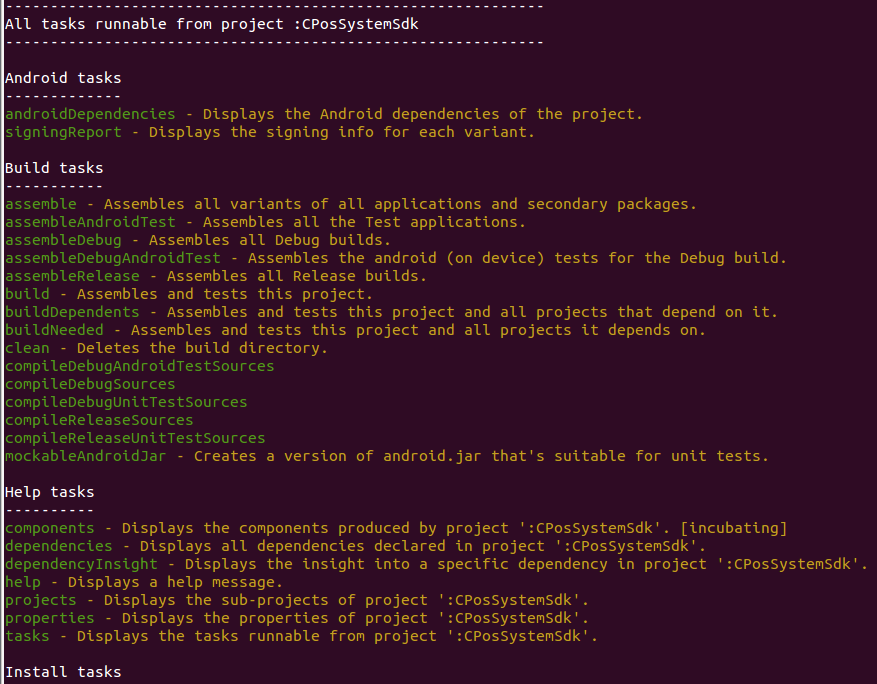 ------------------------------------------------------------
All tasks runnable from project :CPosSystemSdk
------------------------------------------------------------
Android tasks
-------------
androidDependencies - Displays the Android dependencies of the project.
signingReport - Displays the signing info for each variant.
Build tasks
-----------
assemble - Assembles all variants of all applications and secondary packages.
assembleAndroidTest - Assembles all the Test applications.
assembleDebug - Assembles all Debug builds.
assembleDebugAndroidTest - Assembles the android (on device) tests for the Debug build.
assembleRelease - Assembles all Release builds.
build - Assembles and tests this project.
buildDependents - Assembles and tests this project and all projects that depend on it.
buildNeeded - Assembles and tests this project and all projects it depends on.
clean - Deletes the build directory.
compileDebugAndroidTestSources
compileDebugSources
compileDebugUnitTestSources
compileReleaseSources
compileReleaseUnitTestSources
mockableAndroidJar - Creates a version of android.jar that's suitable for unit tests.
Help tasks
----------
components - Displays the components produced by project ':CPosSystemSdk'. [incubating]
dependencies - Displays all dependencies declared in project ':CPosSystemSdk'.
dependencyInsight - Displays the insight into a specific dependency in project ':CPosSystemSdk'.
help - Displays a help message.
projects - Displays the sub-projects of project ':CPosSystemSdk'.
properties - Displays the properties of project ':CPosSystemSdk'.
tasks - Displays the tasks runnable from project ':CPosSystemSdk'.
Install tasks